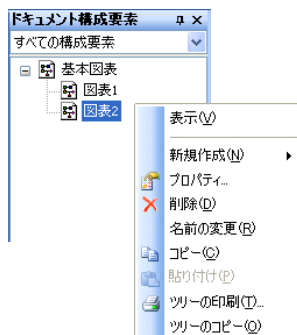 ドキュメント構成要素
すべての構成要素
基本図表
図表1
図表2
表示(V)
新規作成(N)
プロパティ...
削除(D)
名前の変更(R)
コピー(C)
貼り付け(P)
ツリーの印刷(T)...
ツリーのコピー(O)